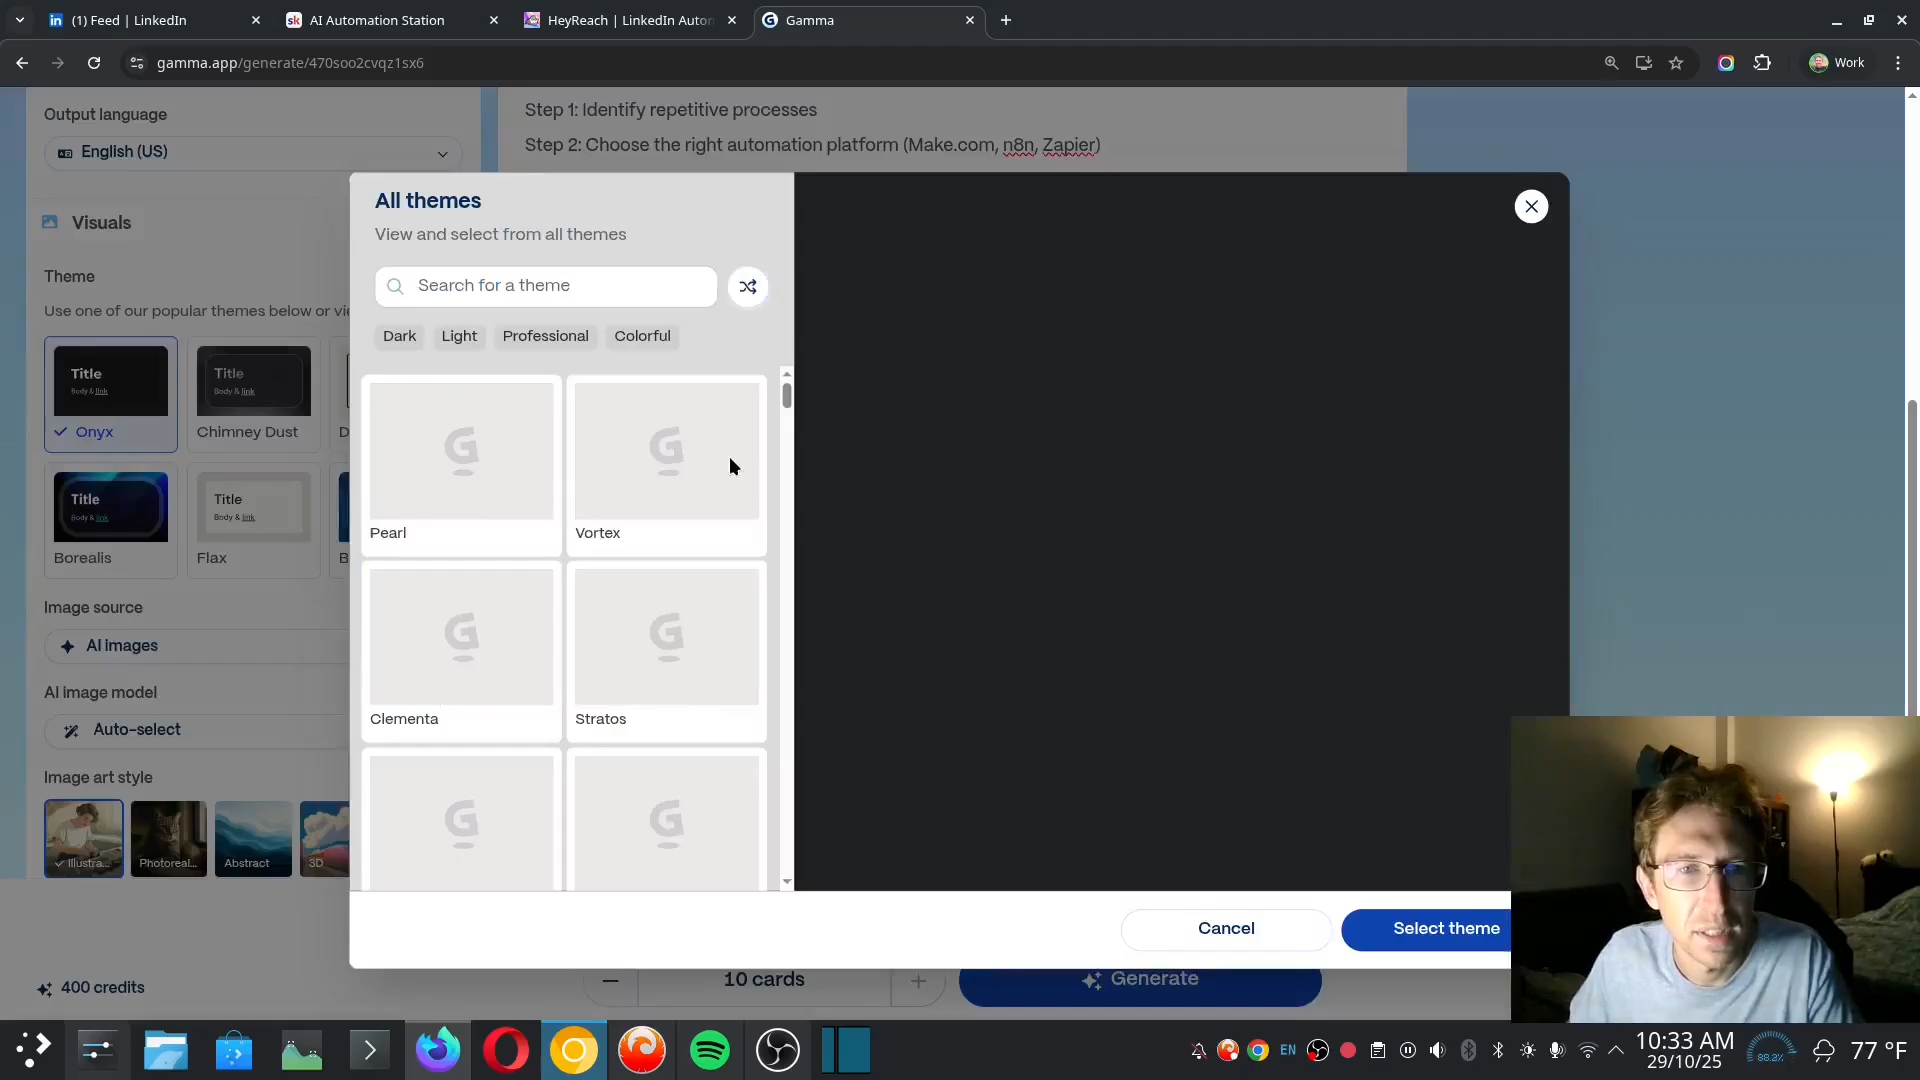 (1) Feed | LinkedIn
AI Automation Station
HeyReach | LinkedIn Auton
Gamma
gamma.app/generate/470soo2cvqz1sx6
Work
Output language
English (US)
Step 1: Identify repetitive processes
Step 2: Choose the right automation platform (Make.com, n8n, Zapier)
Visuals
Theme
Use one of our popular themes below or vie
Title
Body & link
Onyx
Title
Body & link
Chimney Dust
D
Title
Body & link
Borealis
Title
Body & link
Flax
B
Image source
AI images
AI image model
Auto-select
Image art style
Illustra...
Photoreal...
Abstract
3D
All themes
View and select from all themes
Search for a theme
Dark
Light
Professional
Colorful
Pearl
Vortex
Clementa
Stratos
Cancel
Select theme
400 credits
10 cards
Generate
EN
10:33 AM
29/10/25
88.2%
77 °F